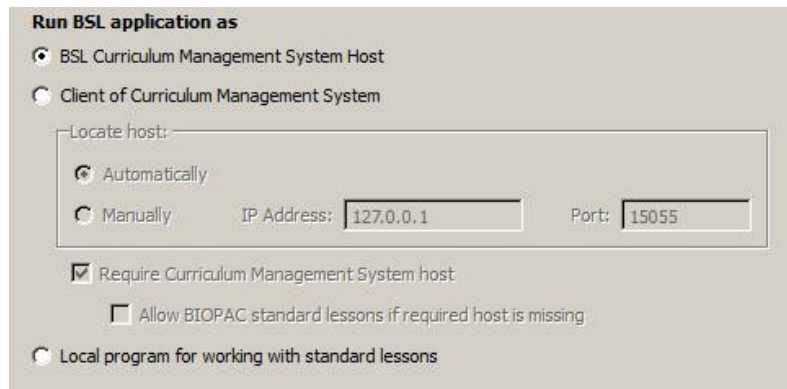 Run BSL application as
BSL Curriculum Management System Host
Client of Curriculum Management System
Locate host:
Automatically
Manually IP Address: 127.0.0.1 Port: 15055
Require Curriculum Management System host
Allow BIOPAC standard lessons if required host is missing
Local program for working with standard lessons